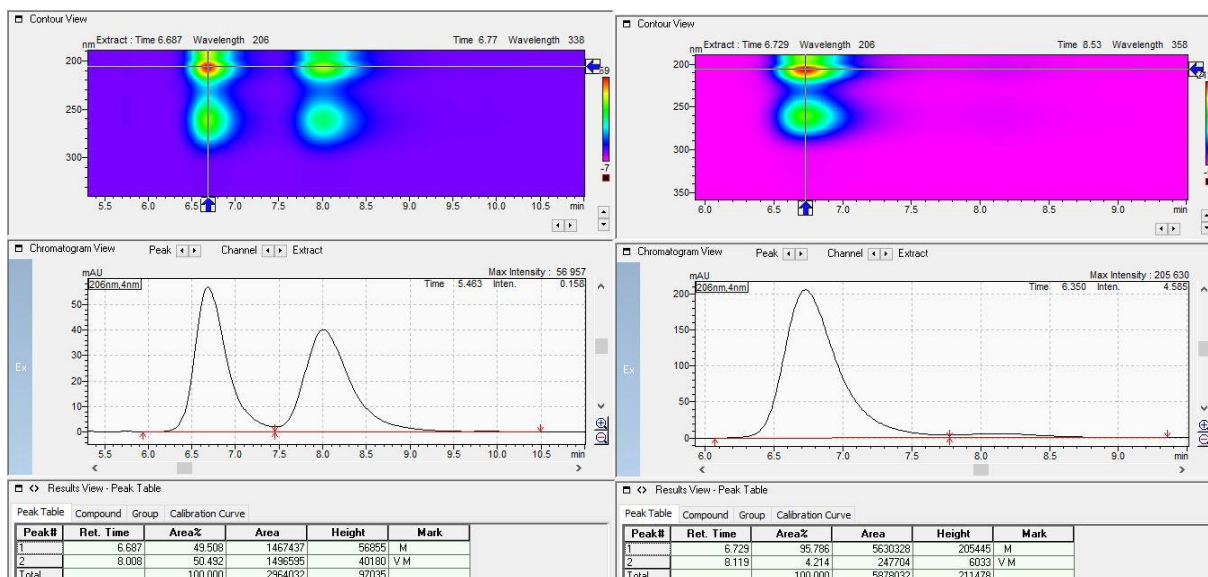 Contour View
Extract : Time 6.687 Wavelength 206 Time 6.77 Wavelength 338
nm
200
250
300
-7
5.5 6.0 6.5 7.0 7.5 8.0 8.5 9.0 9.5 10.0 10.5 min
Chromatogram View Peak Channel Extract
mAU Max Intensity : 56 957
206nm,4nm Time 5.463 Inten. 0.158
50
40
30
20
10
0
Ex
5.5 6.0 6.5 7.0 7.5 8.0 8.5 9.0 9.5 10.0 10.5 min
Results View - Peak Table
Peak Table Compound Group Calibration Curve
Peak# Ret. Time Area% Area Height Mark
1 6.687 49.508 1467437 56855 M
2 8.008 50.492 1496595 40180 V M
Total 100.000 2964032 97035
Contour View
Extract : Time 6.729 Wavelength 206 Time 8.53 Wavelength 358
nm
200
250
300
350
6.0 6.5 7.0 7.5 8.0 8.5 9.0 min
Chromatogram View Peak Channel Extract
mAU Max Intensity : 205 630
206nm,4nm Time 6.350 Inten. 4.585
200
150
100
50
0
Ex
6.0 6.5 7.0 7.5 8.0 8.5 9.0 min
Results View - Peak Table
Peak Table Compound Group Calibration Curve
Peak# Ret. Time Area% Area Height Mark
1 6.729 95.786 5630328 205445 M
2 8.119 4.214 247704 6033 V M
Total 100.000 5878032 211478